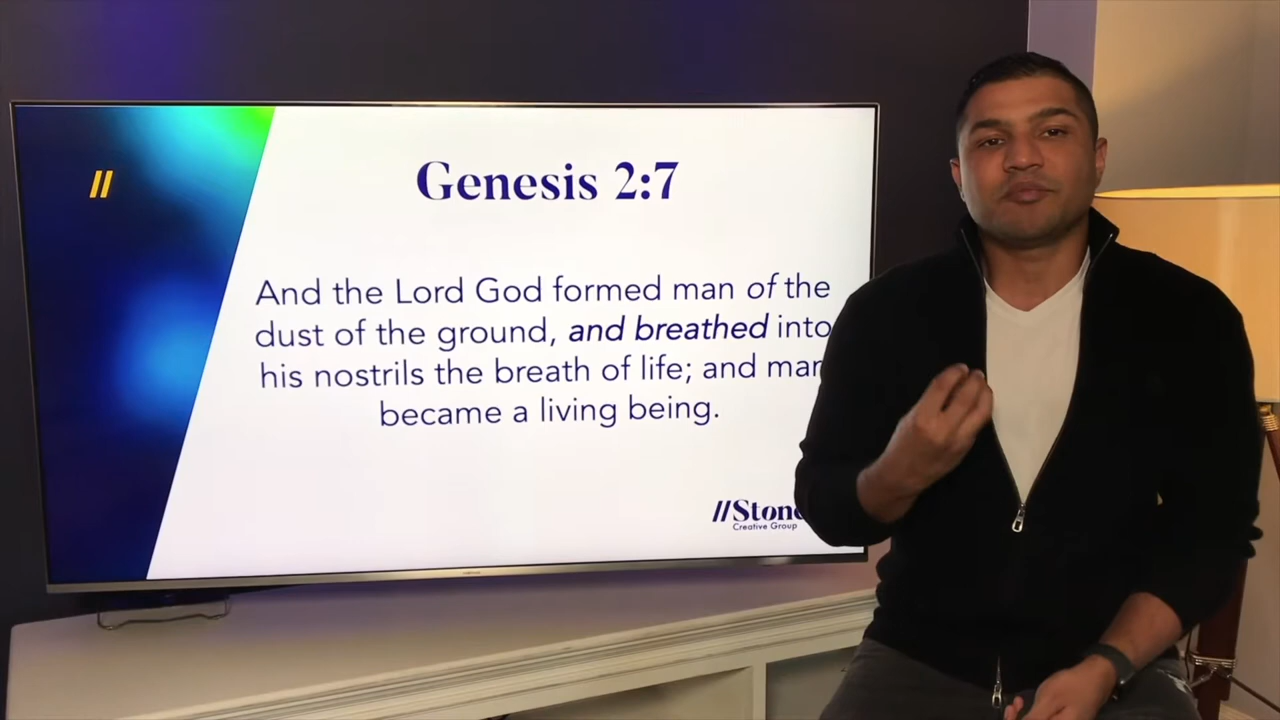 //
Genesis 2:7
And the Lord God formed man of the
dust of the ground, and breathed into
his nostrils the breath of life; and man
became a living being.
//Stone
Creative Group